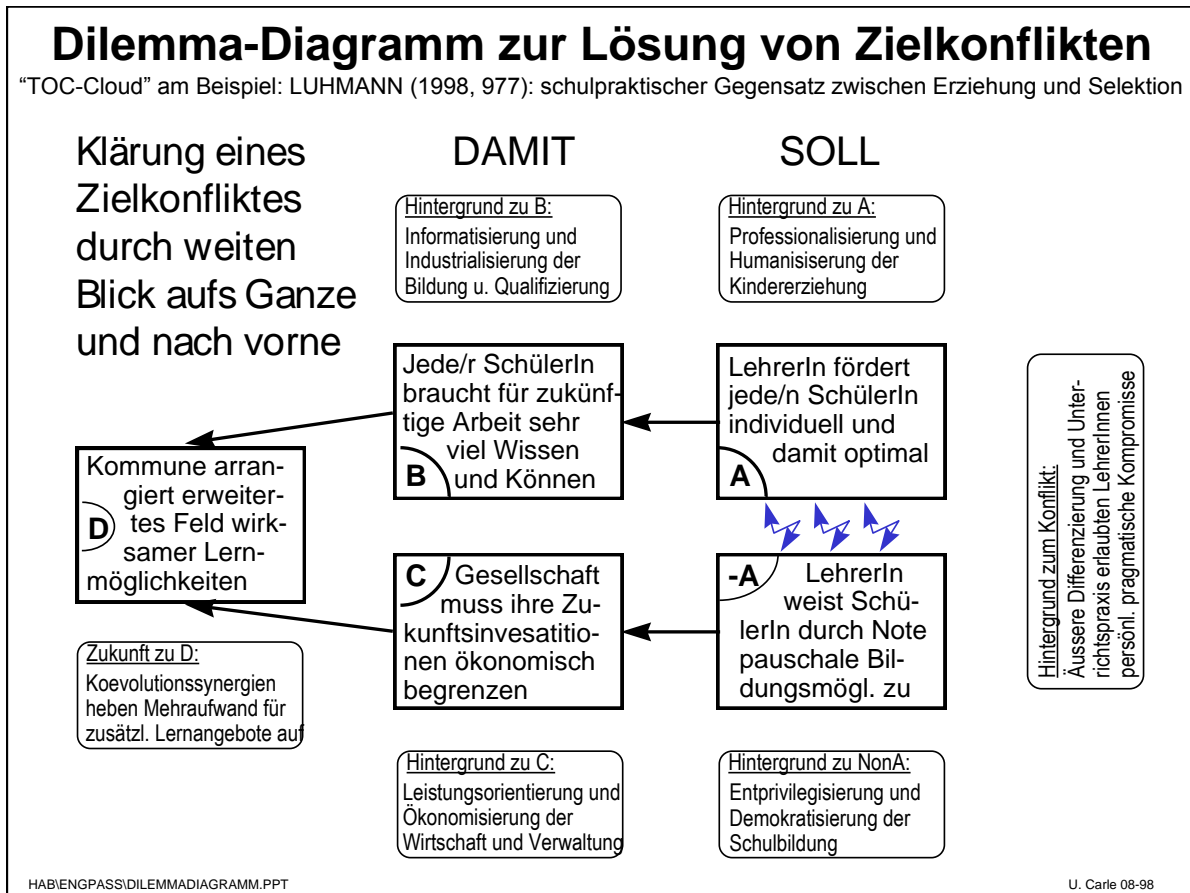 Dilemma-Diagramm zur Lösung von Zielkonflikten
“TOC-Cloud” am Beispiel: LUHMANN (1998, 977): schulpraktischer Gegensatz zwischen Erziehung und Selektion
Klärung eines
Zielkonfliktes
durch weiten
Blick aufs Ganze
und nach vorne
DAMIT
SOLL
Hintergrund zu B:
Informatisierung und
Industrialisierung der
Bildung u. Qualifizierung
Hintergrund zu A:
Professionalisierung und
Humanisiserung der
Kindererziehung
Jede/r SchülerIn
braucht für zukünf-
tige Arbeit sehr
viel Wissen
und Können
B
LehrerIn fördert
jede/n SchülerIn
individuell und
damit optimal
A
Kommune arran-
giert erweiter-
tes Feld wirk-
samer Lern-
möglichkeiten
D
C
Gesellschaft
muss ihre Zu-
kunftsinvesatitio-
nen ökonomisch
begrenzen
-A
LehrerIn
weist Schü-
lerIn durch Note
pauschale Bil-
dungsmögl. zu
Hintergrund zum Konflikt:
Äussere Differenzierung und Unter-
richtspraxis erlaubten LehrerInnen
persönl. pragmatische Kompromisse
Zukunft zu D:
Koevolutionssynergien
heben Mehraufwand für
zusätzl. Lernangebote auf
Hintergrund zu C:
Leistungsorientierung und
Ökonomisierung der
Wirtschaft und Verwaltung
Hintergrund zu NonA:
Entprivilegisierung und
Demokratisierung der
Schulbildung
HAB\ENGPASS\DILEMMADIAGRAMM.PPT
U. Carle 08-98